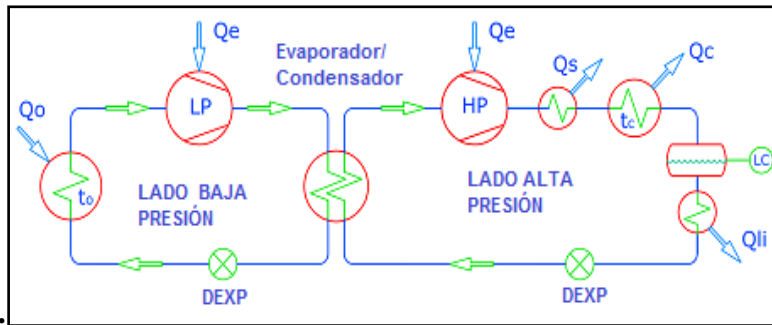 Qe
Evaporador/
Condensador
Qe
Qs
Qc
LP
HP
tc
Qo
LC
to
LADO BAJA
PRESIÓN
LADO ALTA
PRESIÓN
Qli
DEXP
DEXP